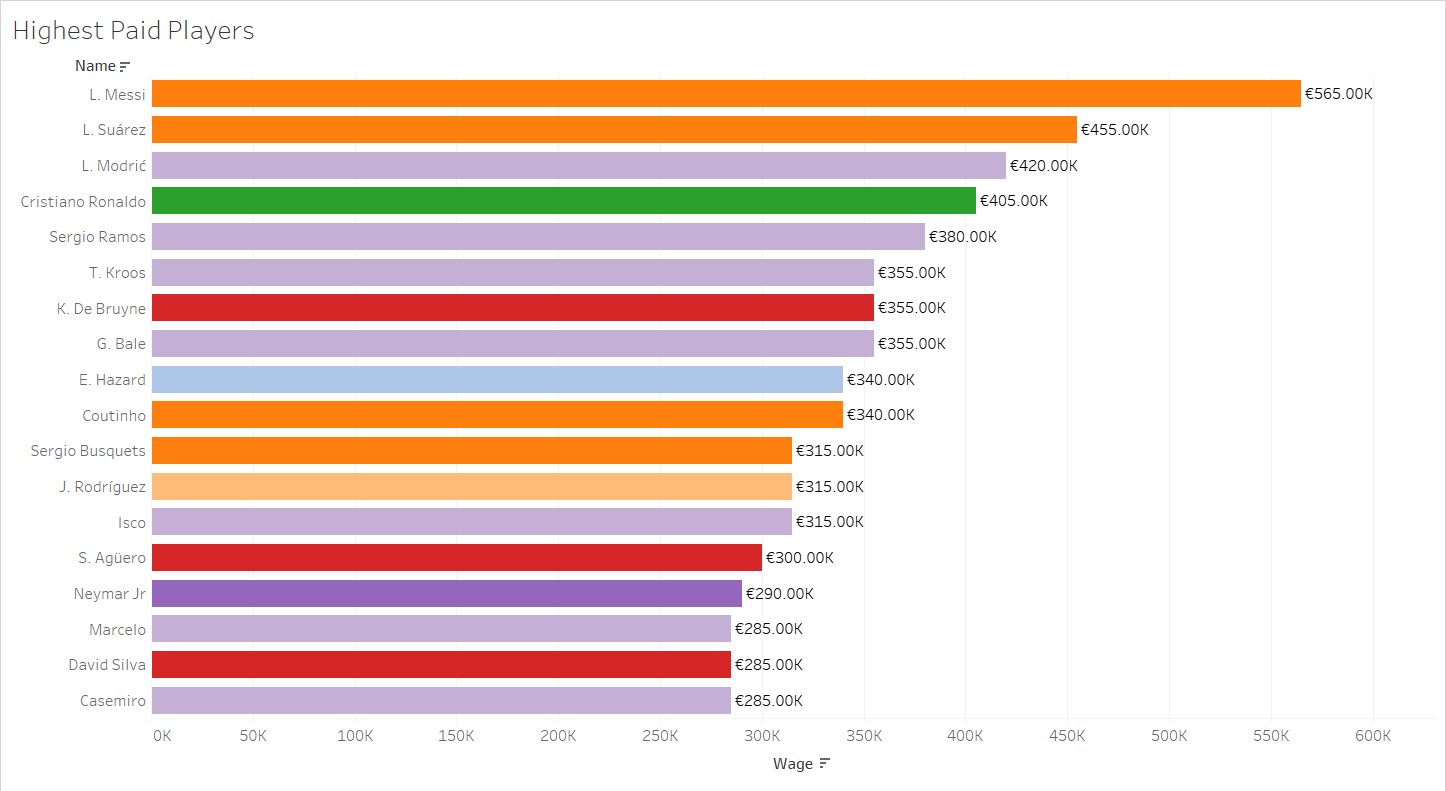 Highest Paid Players
Name
L. Messi €565.00K
L. Suárez €455.00K
L. Modrić €420.00K
Cristiano Ronaldo €405.00K
Sergio Ramos €380.00K
T. Kroos €355.00K
K. De Bruyne €355.00K
G. Bale €355.00K
E. Hazard €340.00K
Coutinho €340.00K
Sergio Busquets €315.00K
J. Rodríguez €315.00K
Isco €315.00K
S. Agüero €300.00K
Neymar Jr €290.00K
Marcelo €285.00K
David Silva €285.00K
Casemiro €285.00K
0K 50K 100K 150K 200K 250K 300K 350K 400K 450K 500K 550K 600K
Wage